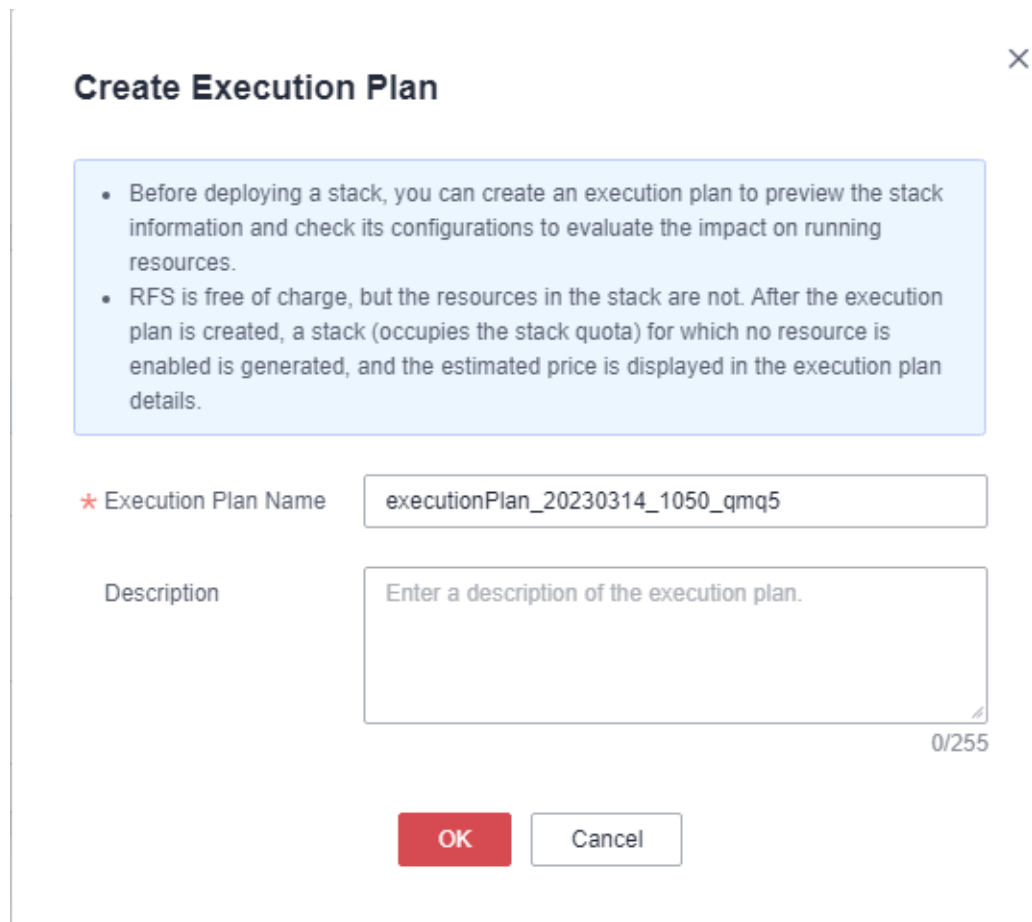 Create Execution Plan
• Before deploying a stack, you can create an execution plan to preview the stack
information and check its configurations to evaluate the impact on running
resources.
• RFS is free of charge, but the resources in the stack are not. After the execution
plan is created, a stack (occupies the stack quota) for which no resource is
enabled is generated, and the estimated price is displayed in the execution plan
details.
* Execution Plan Name executionPlan_20230314_1050_qmq5
Description Enter a description of the execution plan.
0/255
OK Cancel